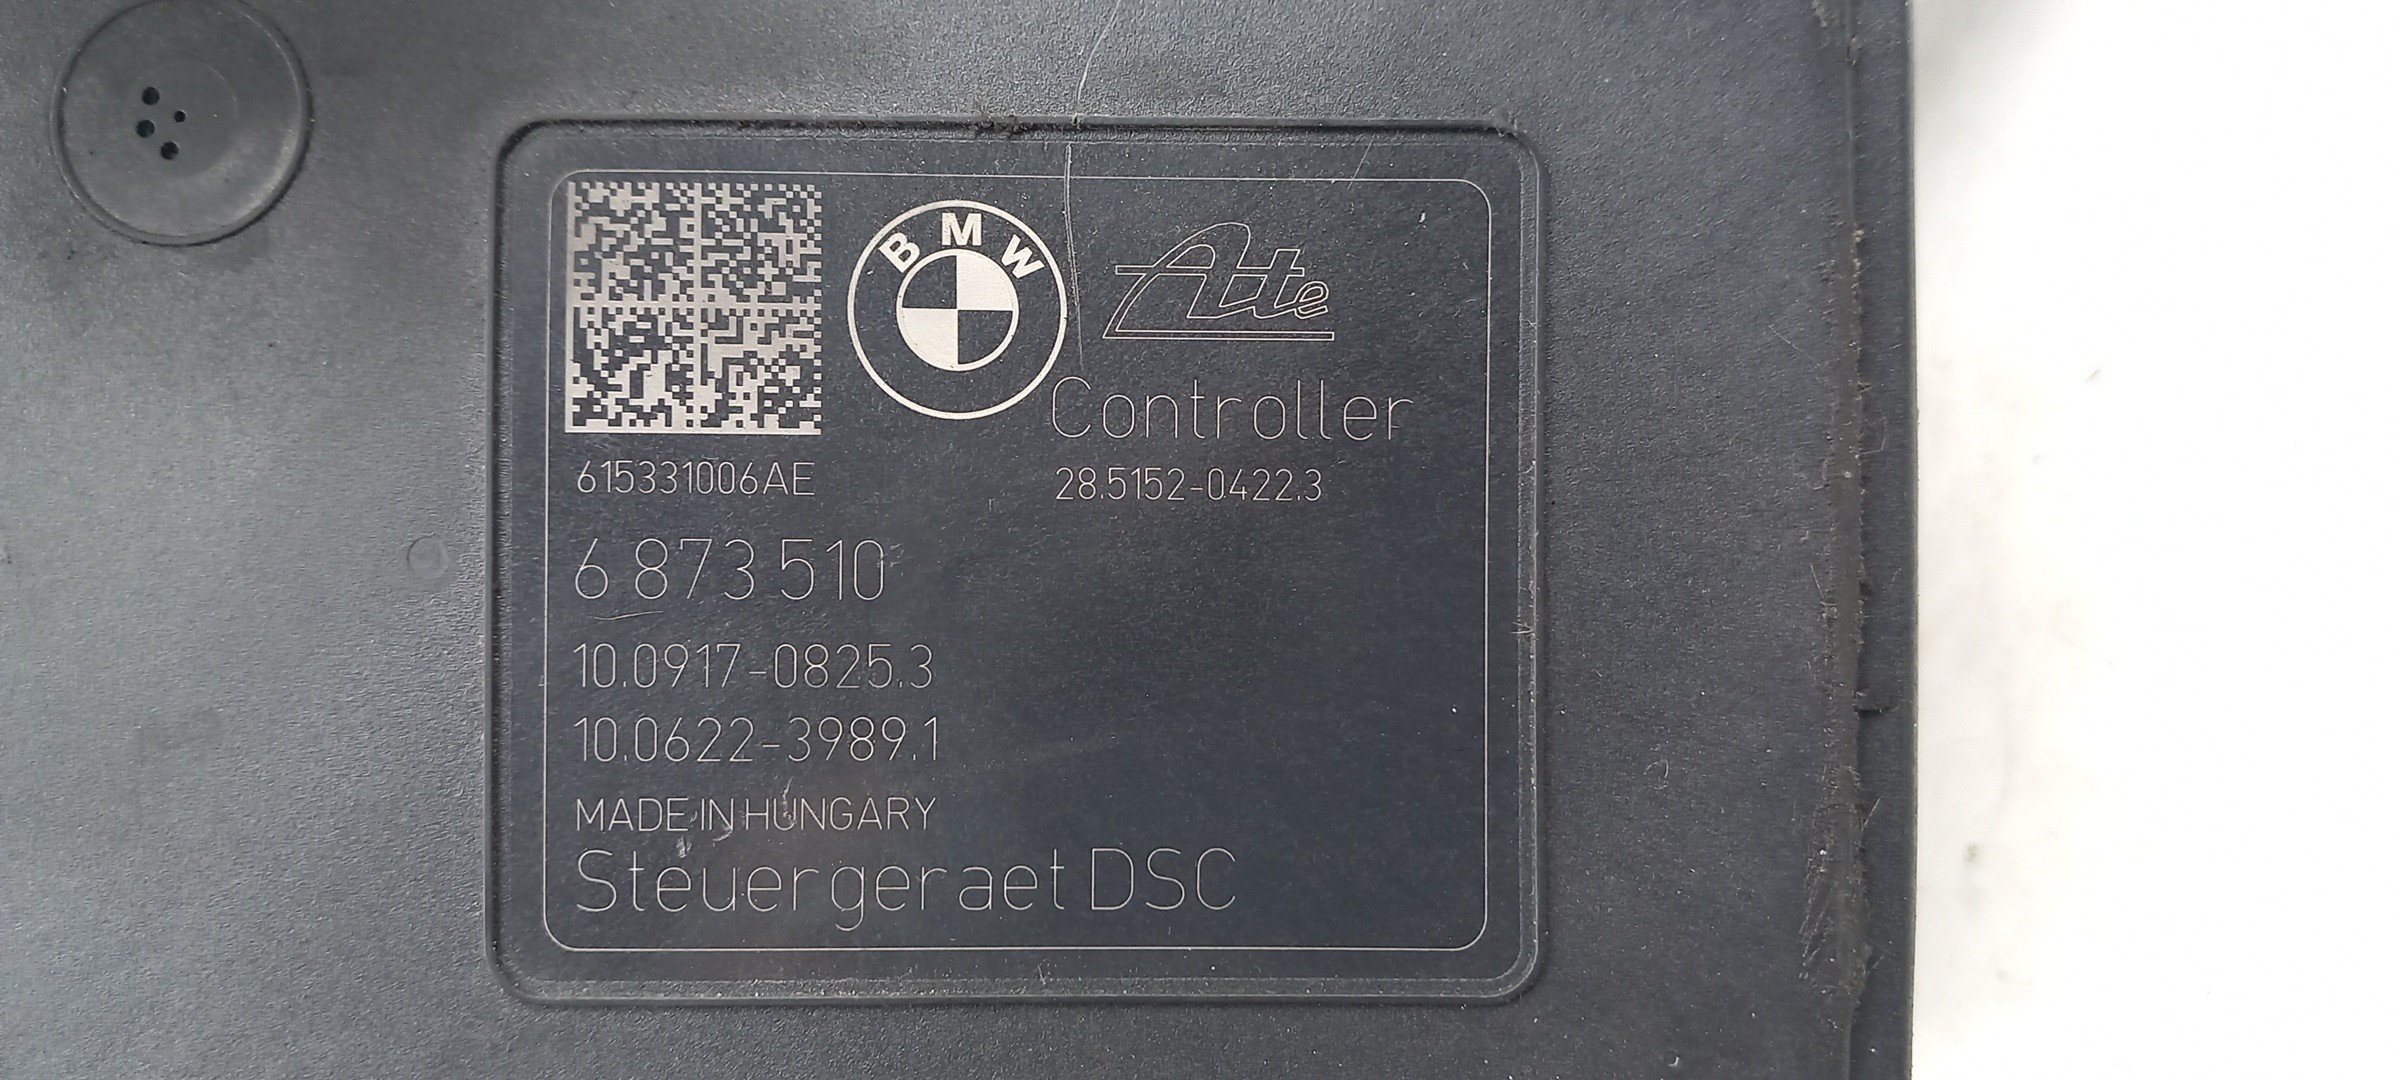 BMW
Ate
Controller
615331006AE
28.5152-0422.3
6 873 510
10.0917-0825.3
10.0622-3989.1
MADE IN HUNGARY
Steuergeraet DSC